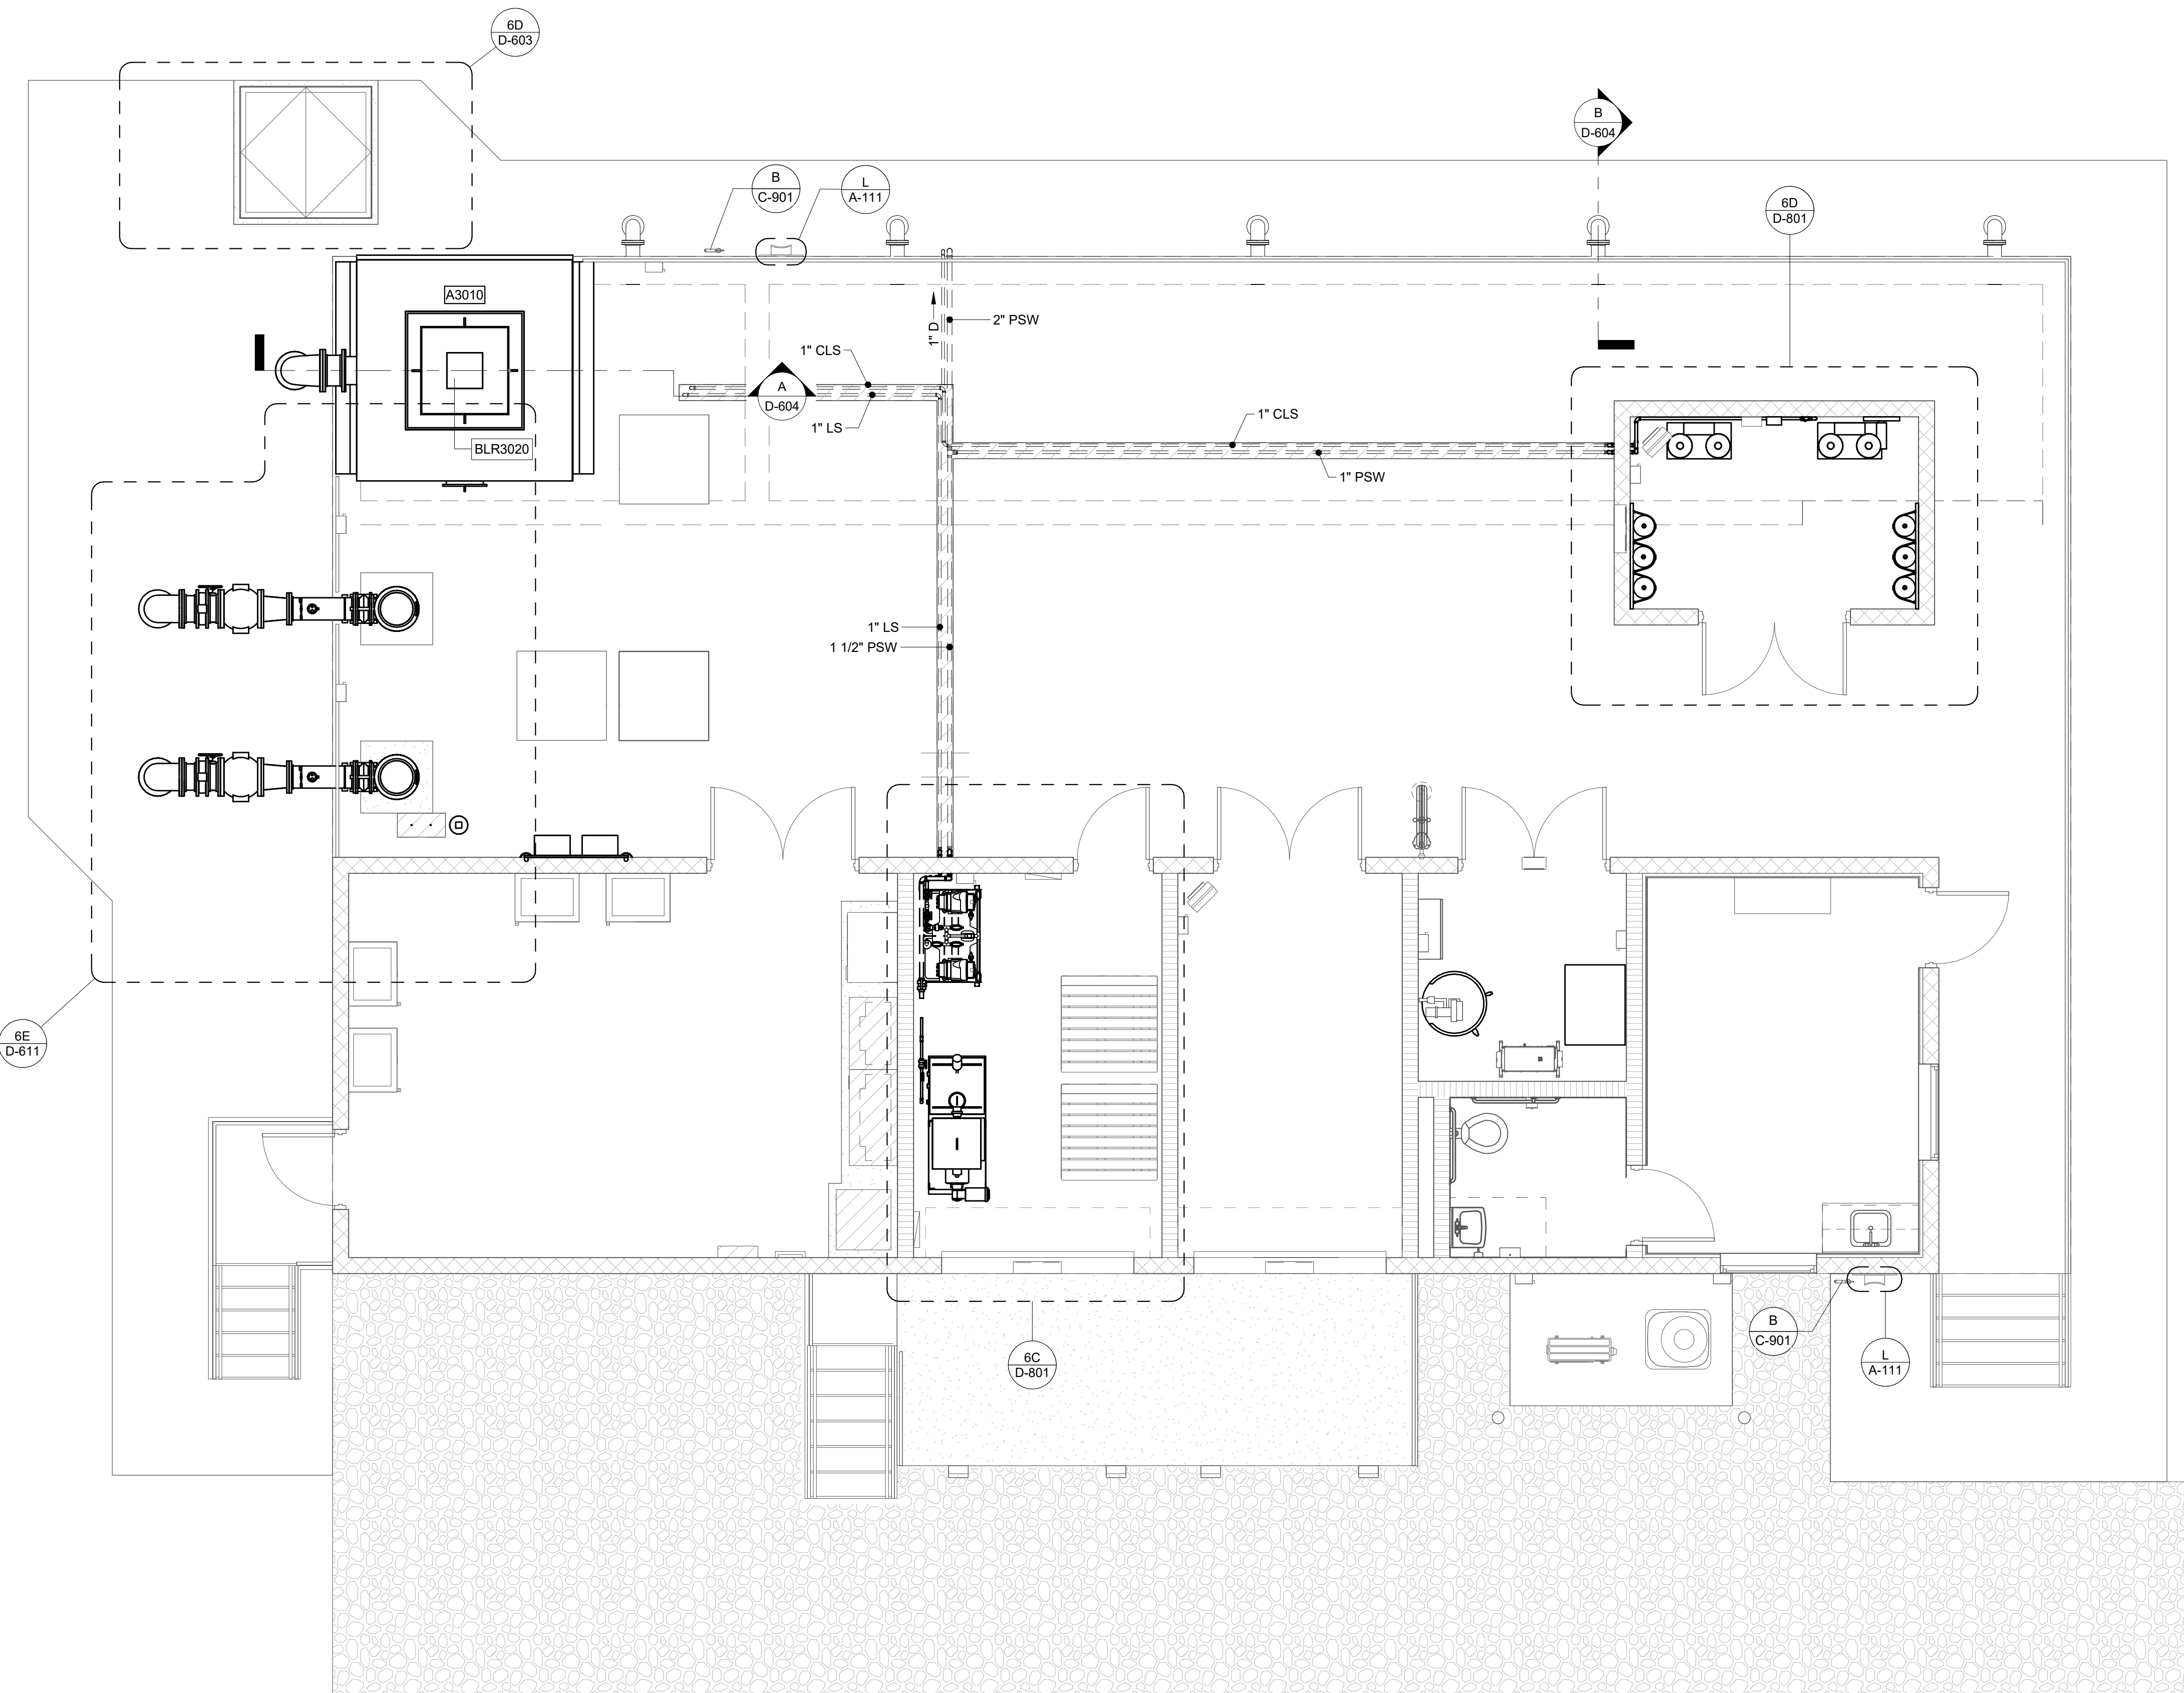 6D
D-603
B
D-604
B
C-901
L
A-111
6D
D-801
A3010
2" PSW
1" D
1" CLS
A
D-604
1" LS
1" CLS
BLR3020
1" PSW
1" LS
1 1/2" PSW
6E
D-611
B
C-901
6C
D-801
L
A-111